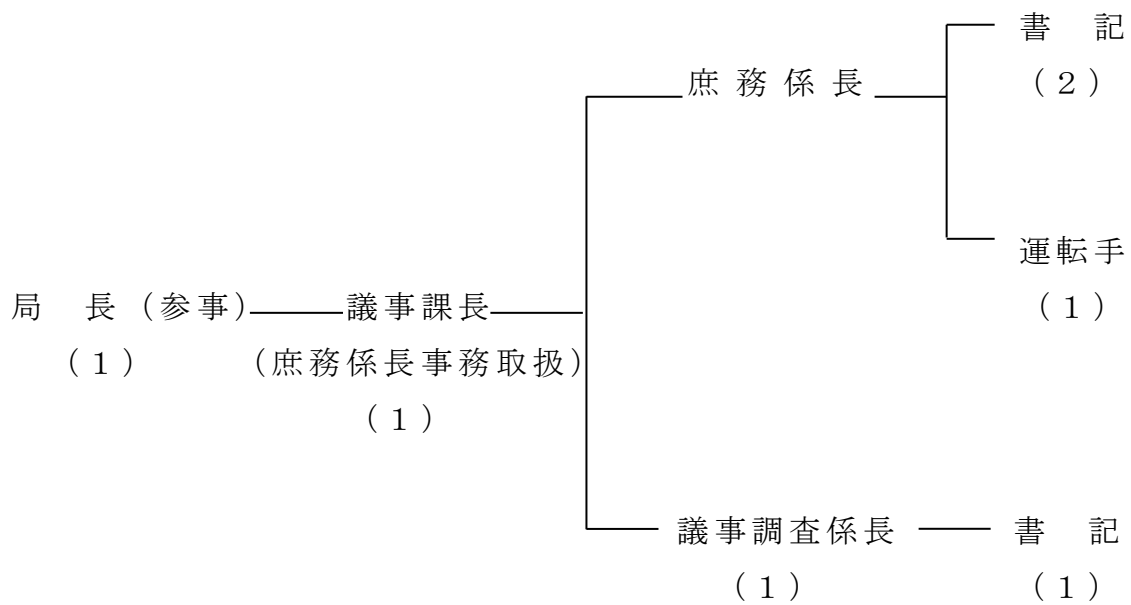 書　記
庶務係長
（２）
運転手
局　長（参事）
議事課長
（１）
（１）
（庶務係長事務取扱）
（１）
議事調査係長
書　記
（１）
（１）